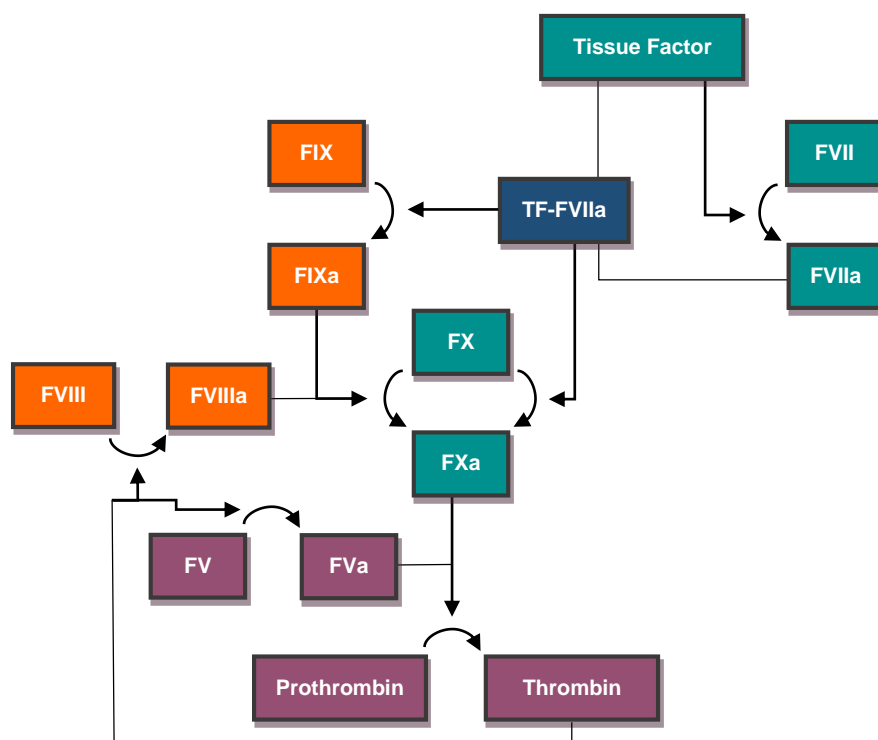 Tissue Factor
FIX
FVII
TF-FVIIa
FIXa
FVIIa
FX
FVIII
FVIIIa
FXa
FV
FVa
Prothrombin
Thrombin